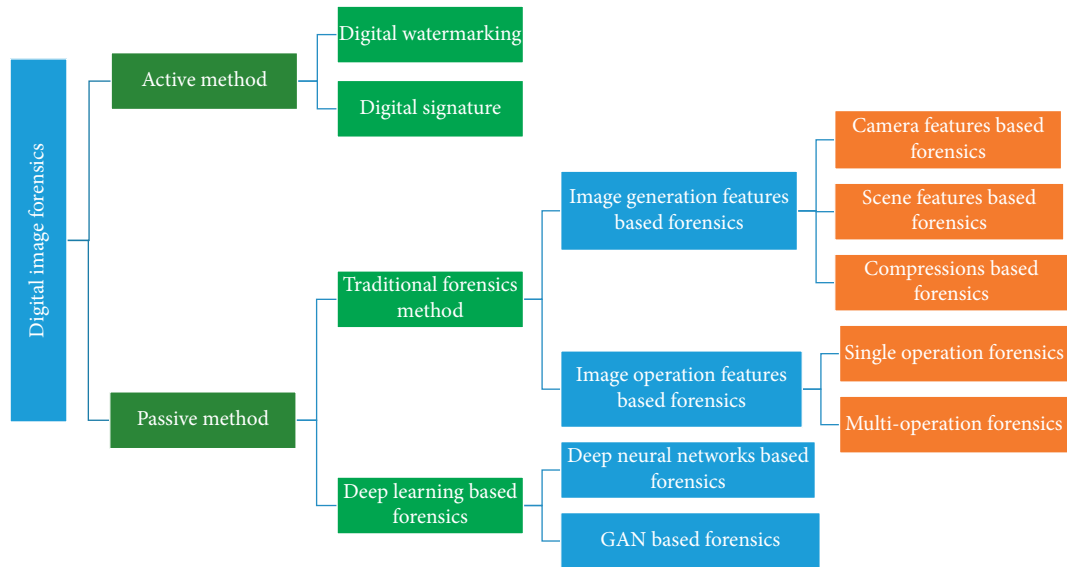 Digital image forensics
Active method
Digital watermarking
Digital signature
Passive method
Traditional forensics
method
Image generation features
based forensics
Camera features based
forensics
Scene features based
forensics
Compressions based
forensics
Image operation features
based forensics
Single operation forensics
Multi-operation forensics
Deep learning based
forensics
Deep neural networks based
forensics
GAN based forensics